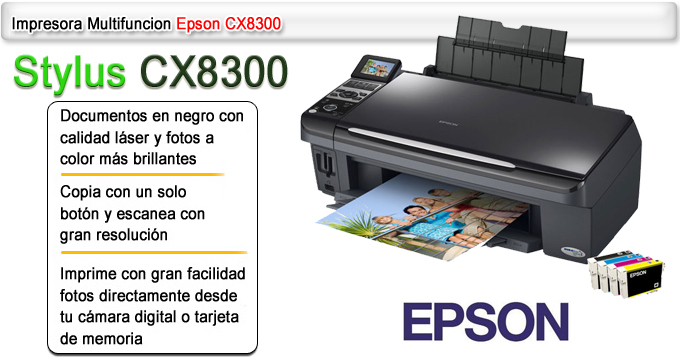 Impresora Multifuncion Epson CX8300
Stylus CX8300
Documentos en negro con
calidad láser y fotos a
color más brillantes
Copia con un solo
botón y escanea con
gran resolución
Imprime con gran facilidad
fotos directamente desde
tu cámara digital o tarjeta
de memoria
EPSON
EPSON
EPSON